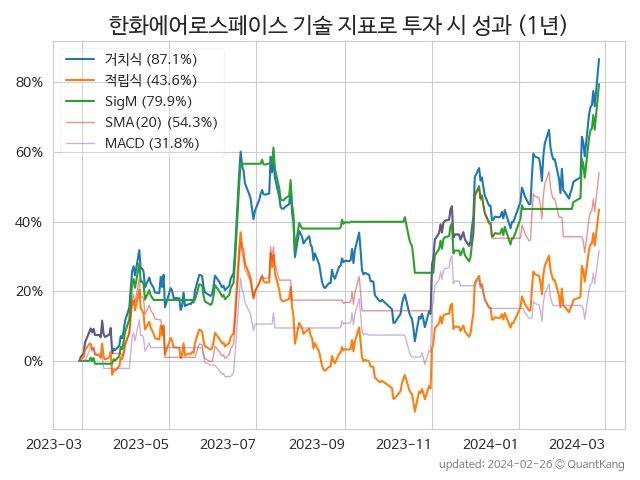 한화에어로스페이스 기술 지표로 투자 시 성과 (1년)
거치식 (87.1%)
적립식 (43.6%)
SigM (79.9%)
SMA(20) (54.3%)
MACD (31.8%)
80%
60%
40%
20%
0%
2023-03 2023-05 2023-07 2023-09 2023-11 2024-01 2024-03
updated: 2024-02-26 © QuantKang